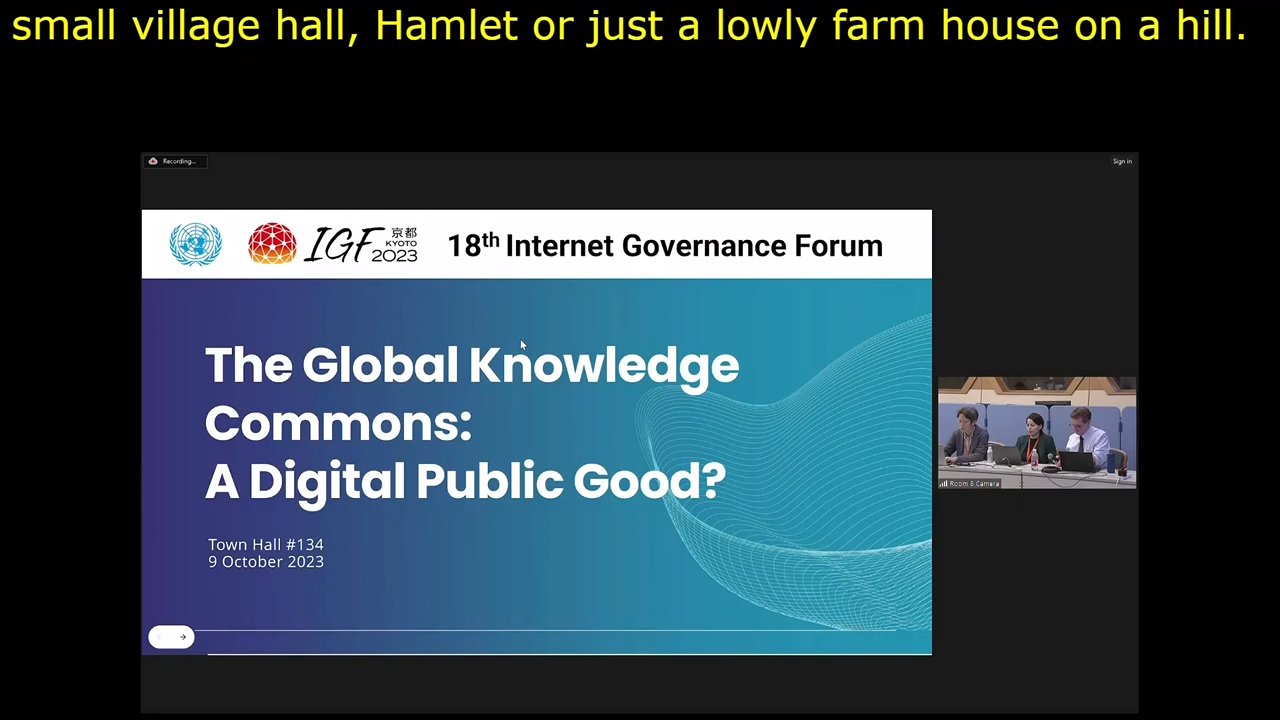 small village hall, Hamlet or just a lowly farm house on a hill.
Recording...
Sign in
IGF 京都 KYOTO 2023
18th Internet Governance Forum
The Global Knowledge
Commons:
A Digital Public Good?
Town Hall #134
9 October 2023
Room 8 Camera